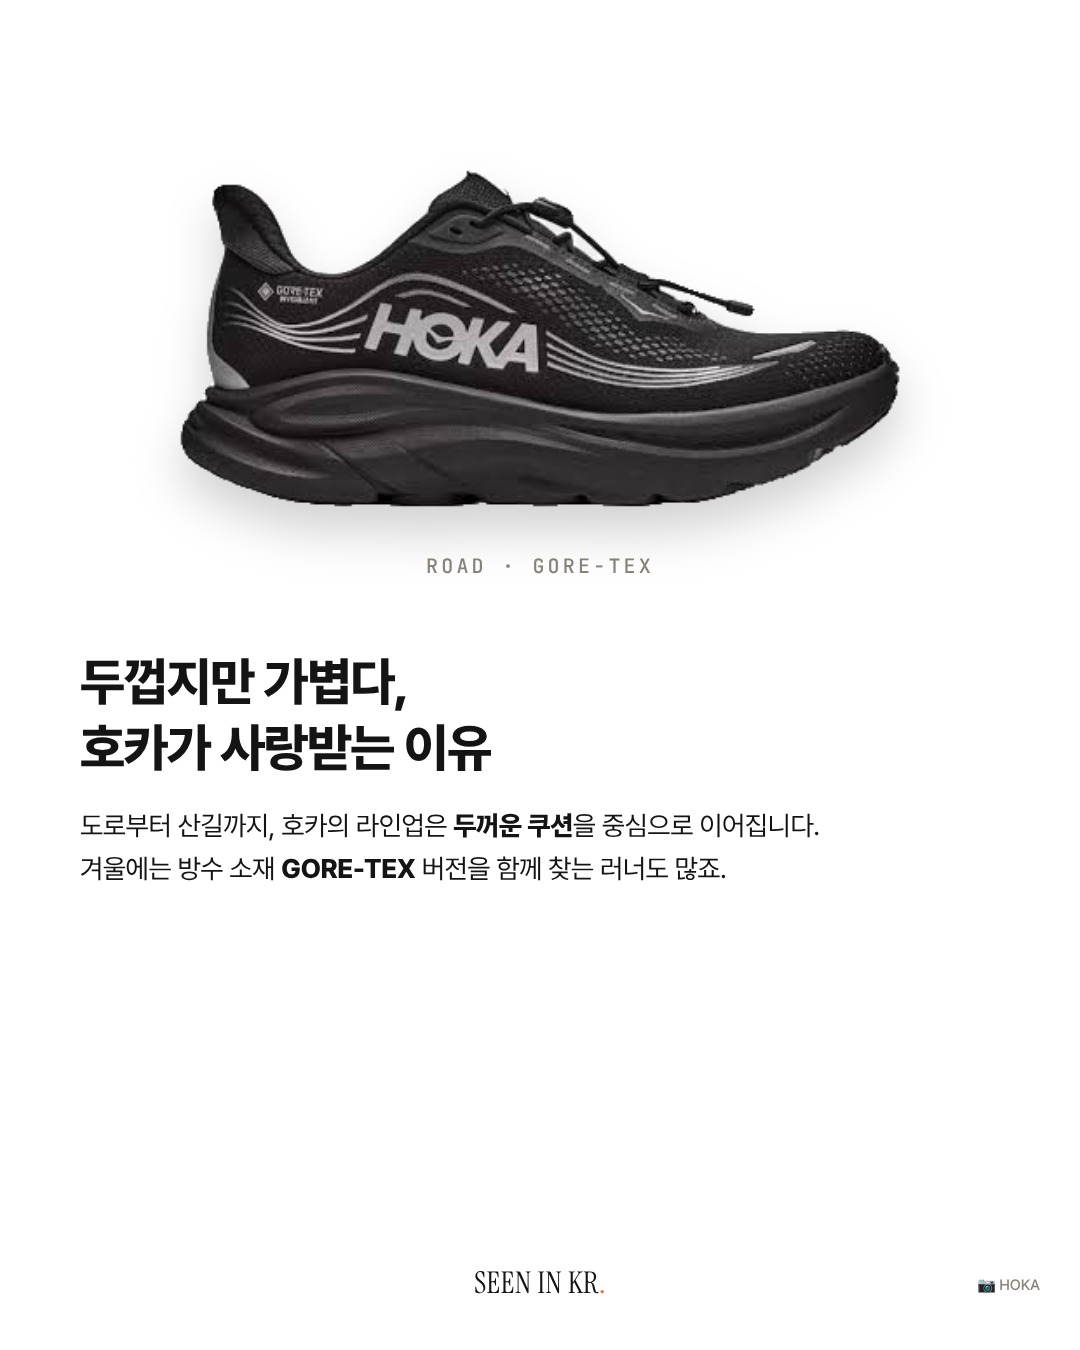 GORE-TEX
HOKA
ROAD · GORE-TEX
두껍지만 가볍다,
호카가 사랑받는 이유
도로부터 산길까지, 호카의 라인업은 두꺼운 쿠션을 중심으로 이어집니다.
겨울에는 방수 소재 GORE-TEX 버전을 함께 찾는 러너도 많죠.
SEEN IN KR.
📷 HOKA